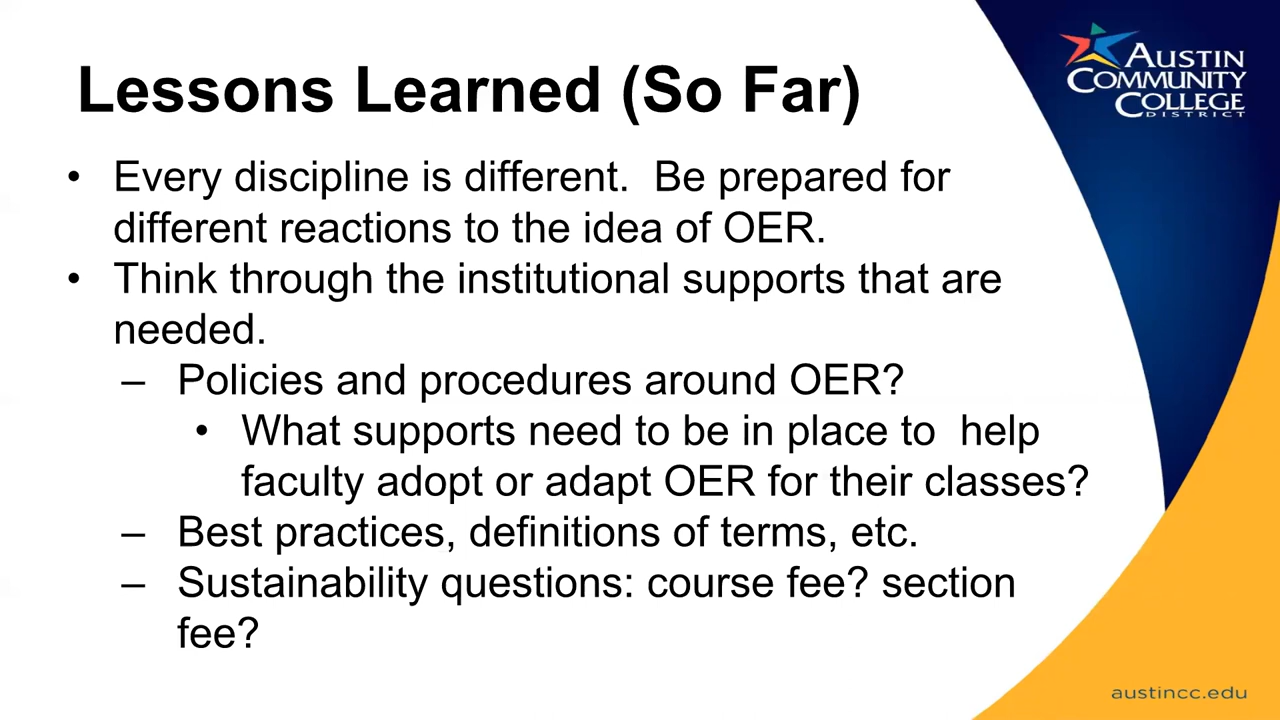 Lessons Learned (So Far)
AUSTIN
COMMUNITY
COLLEGE
DISTRICT
• Every discipline is different.  Be prepared for
different reactions to the idea of OER.
• Think through the institutional supports that are
needed.
– Policies and procedures around OER?
• What supports need to be in place to  help
faculty adopt or adapt OER for their classes?
– Best practices, definitions of terms, etc.
– Sustainability questions: course fee? section
fee?
austincc.edu